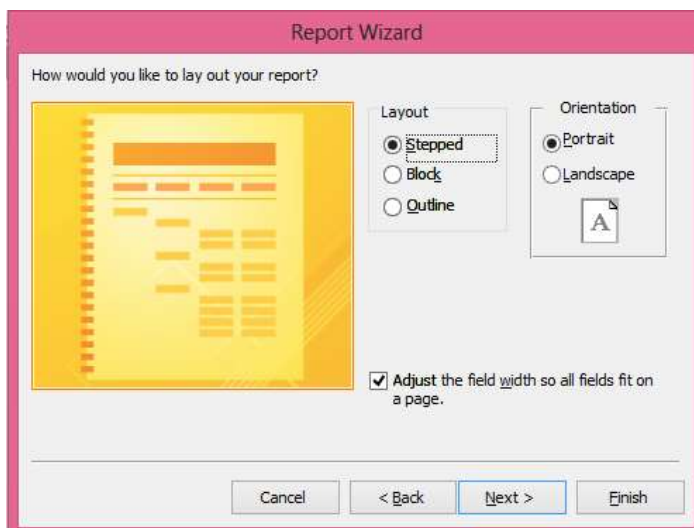 Report Wizard
How would you like to lay out your report?
Layout
Stepped
Block
Outline
Orientation
Portrait
Landscape
A
Adjust the field width so all fields fit on
a page.
Cancel
< Back
Next >
Finish